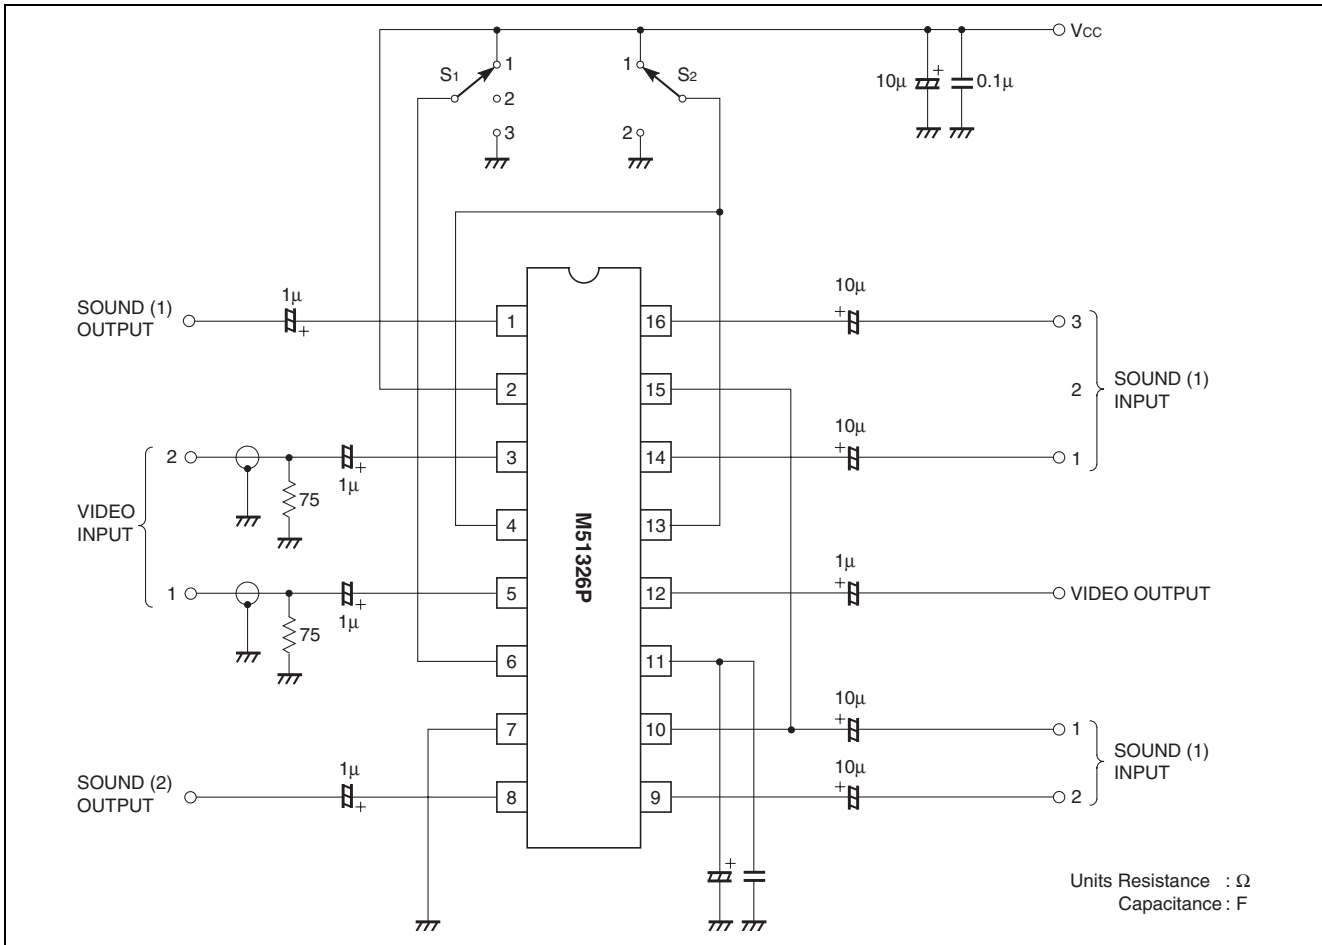 VCC
S1
1
2
3
1
2
S2
10μ
+
0.1μ
SOUND (1)
OUTPUT
1μ
+
1
16
10μ
+
3
2
15
2
SOUND (1)
INPUT
VIDEO
INPUT
2
75
+
1μ
3
14
10μ
+
1
4
13
M51326P
1
75
+
1μ
5
12
1μ
+
VIDEO OUTPUT
6
11
7
10
10μ
+
1
SOUND (1)
INPUT
SOUND (2)
OUTPUT
1μ
+
8
9
10μ
+
2
+
Units Resistance : Ω
Capacitance : F